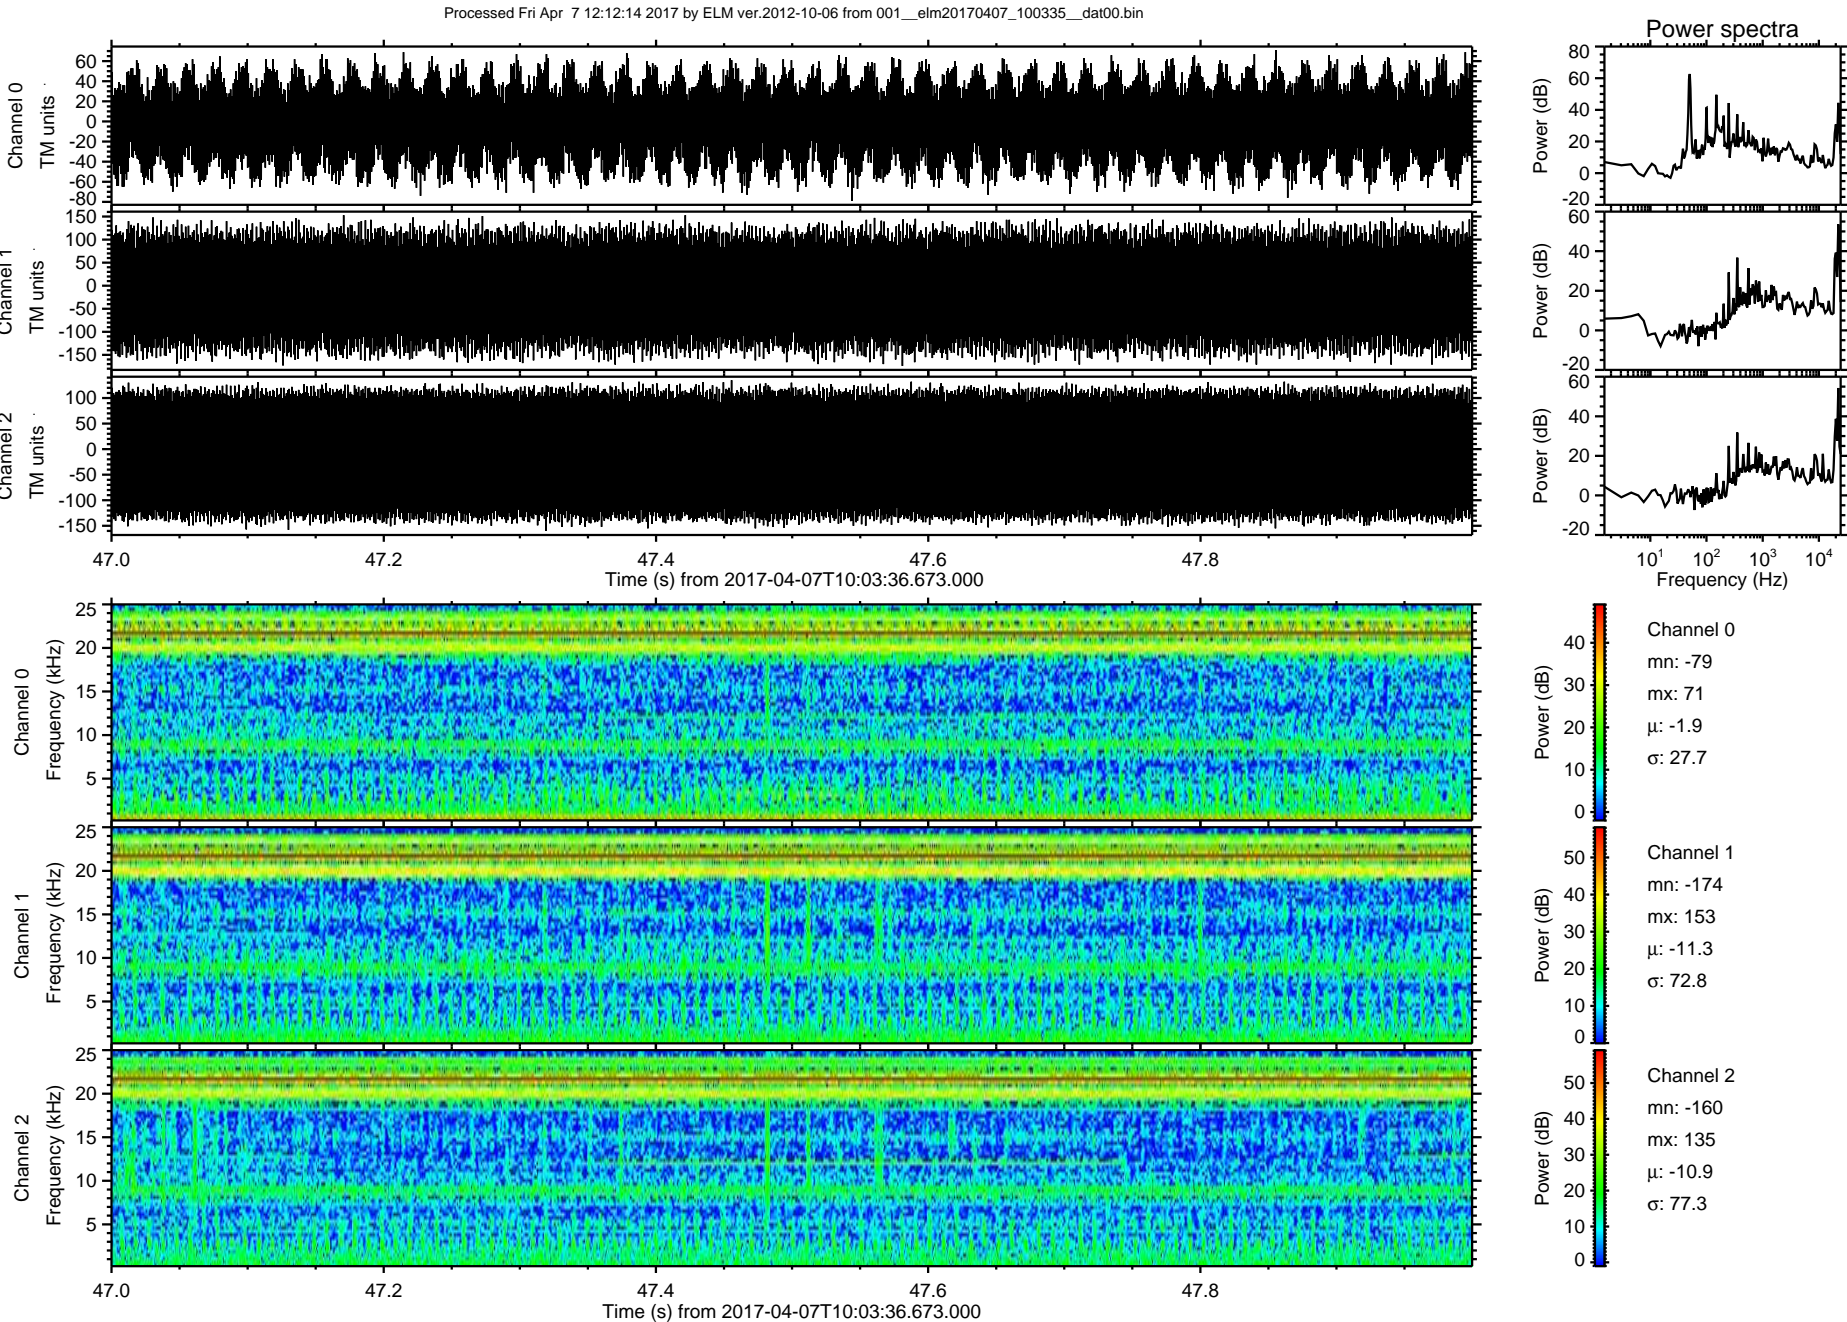 Processed Fri Apr  7 12:12:14 2017 by ELM ver.2012-10-06 from 001__elm20170407_100335__dat00.bin
Power spectra
Channel 0
TM units
60
40
20
0
-20
-40
-60
-80
Power (dB)
80
60
40
20
0
-20
Channel 1
TM units
150
100
50
0
-50
-100
-150
Power (dB)
60
40
20
0
-20
Channel 2
TM units
100
50
0
-50
-100
-150
Power (dB)
60
40
20
0
-20
47.0 47.2 47.4 47.6 47.8
Time (s) from 2017-04-07T10:03:36.673.000
10^1 10^2 10^3 10^4
Frequency (Hz)
Channel 0
Frequency (kHz)
25
20
15
10
5
Power (dB)
40
30
20
10
0
Channel 0
mn: -79
mx: 71
μ: -1.9
σ: 27.7
Channel 1
Frequency (kHz)
25
20
15
10
5
Power (dB)
50
40
30
20
10
0
Channel 1
mn: -174
mx: 153
μ: -11.3
σ: 72.8
Channel 2
Frequency (kHz)
25
20
15
10
5
Power (dB)
50
40
30
20
10
0
Channel 2
mn: -160
mx: 135
μ: -10.9
σ: 77.3
47.0 47.2 47.4 47.6 47.8
Time (s) from 2017-04-07T10:03:36.673.000